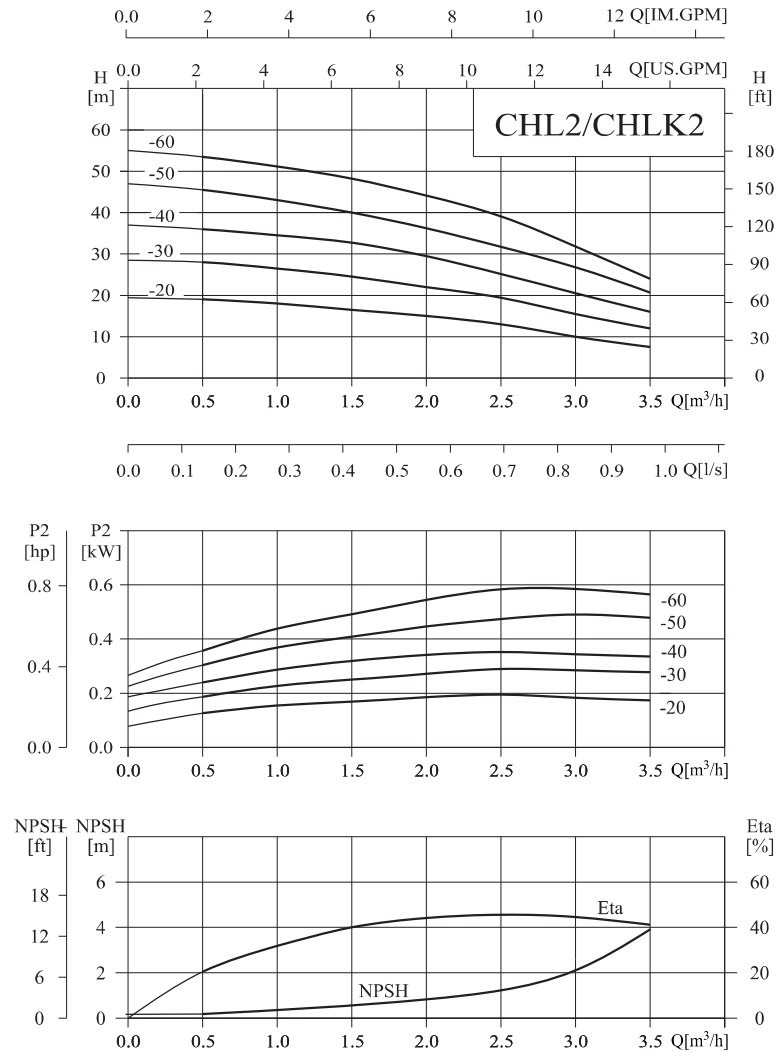 0.0 2 4 6 8 10 12 Q[IM.GPM]
0.0 2 4 6 8 10 11 13 14 Q[US.GPM]
H [m]
H [ft]
CHL2/CHLK2
60
50
40
30
20
10
0
-60
-50
-40
-30
-20
180
150
120
90
60
30
0
0.0 0.5 1.0 1.5 2.0 2.5 3.0 3.5 Q[m³/h]
0.0 0.1 0.2 0.3 0.4 0.5 0.6 0.7 0.8 0.9 1.0 Q[l/s]
P2 [hp]
P2 [kW]
0.8
0.4
0.0
0.6
0.4
0.2
0.0
-60
-50
-40
-30
-20
0.0 0.5 1.0 1.5 2.0 2.5 3.0 3.5 Q[m³/h]
NPSH [ft]
NPSH [m]
Eta [%]
18
12
6
0
6
4
2
0
Eta
NPSH
60
40
20
0
0.0 0.5 1.0 1.5 2.0 2.5 3.0 3.5 Q[m³/h]